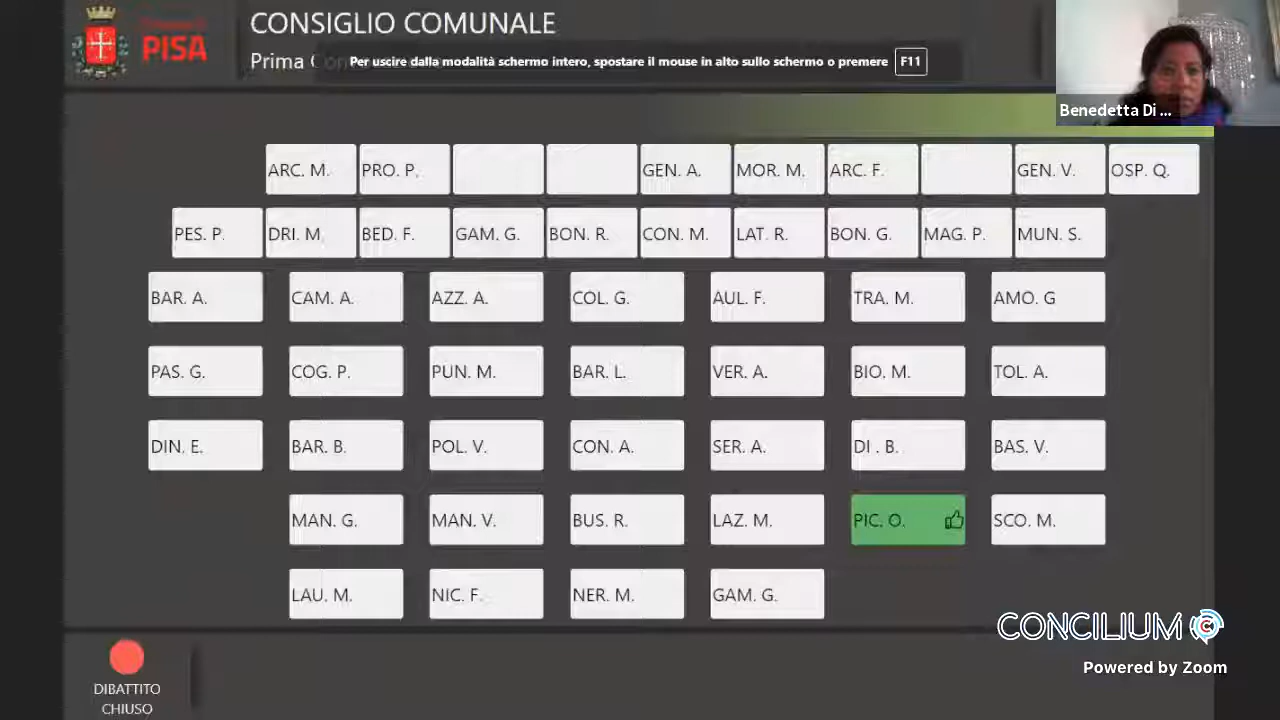 PISA
CONSIGLIO COMUNALE
Prima Con
Per uscire dalla modalità schermo intero, spostare il mouse in alto sullo schermo o premere F11
Benedetta Di ...
ARC. M. PRO. P. GEN. A. MOR. M. ARC. F. GEN. V. OSP. Q.
PES. P. DRI. M. BED. F. GAM. G. BON. R. CON. M. LAT. R. BON. G. MAG. P. MUN. S.
BAR. A. CAM. A. AZZ. A. COL. G. AUL. F. TRA. M. AMO. G
PAS. G. COG. P. PUN. M. BAR. L. VER. A. BIO. M. TOL. A.
DIN. E. BAR. B. POL. V. CON. A. SER. A. DI . B. BAS. V.
MAN. G. MAN. V. BUS. R. LAZ. M. PIC. O. SCO. M.
LAU. M. NIC. F. NER. M. GAM. G.
CONCILIUM
Powered by Zoom
DIBATTITO
CHIUSO